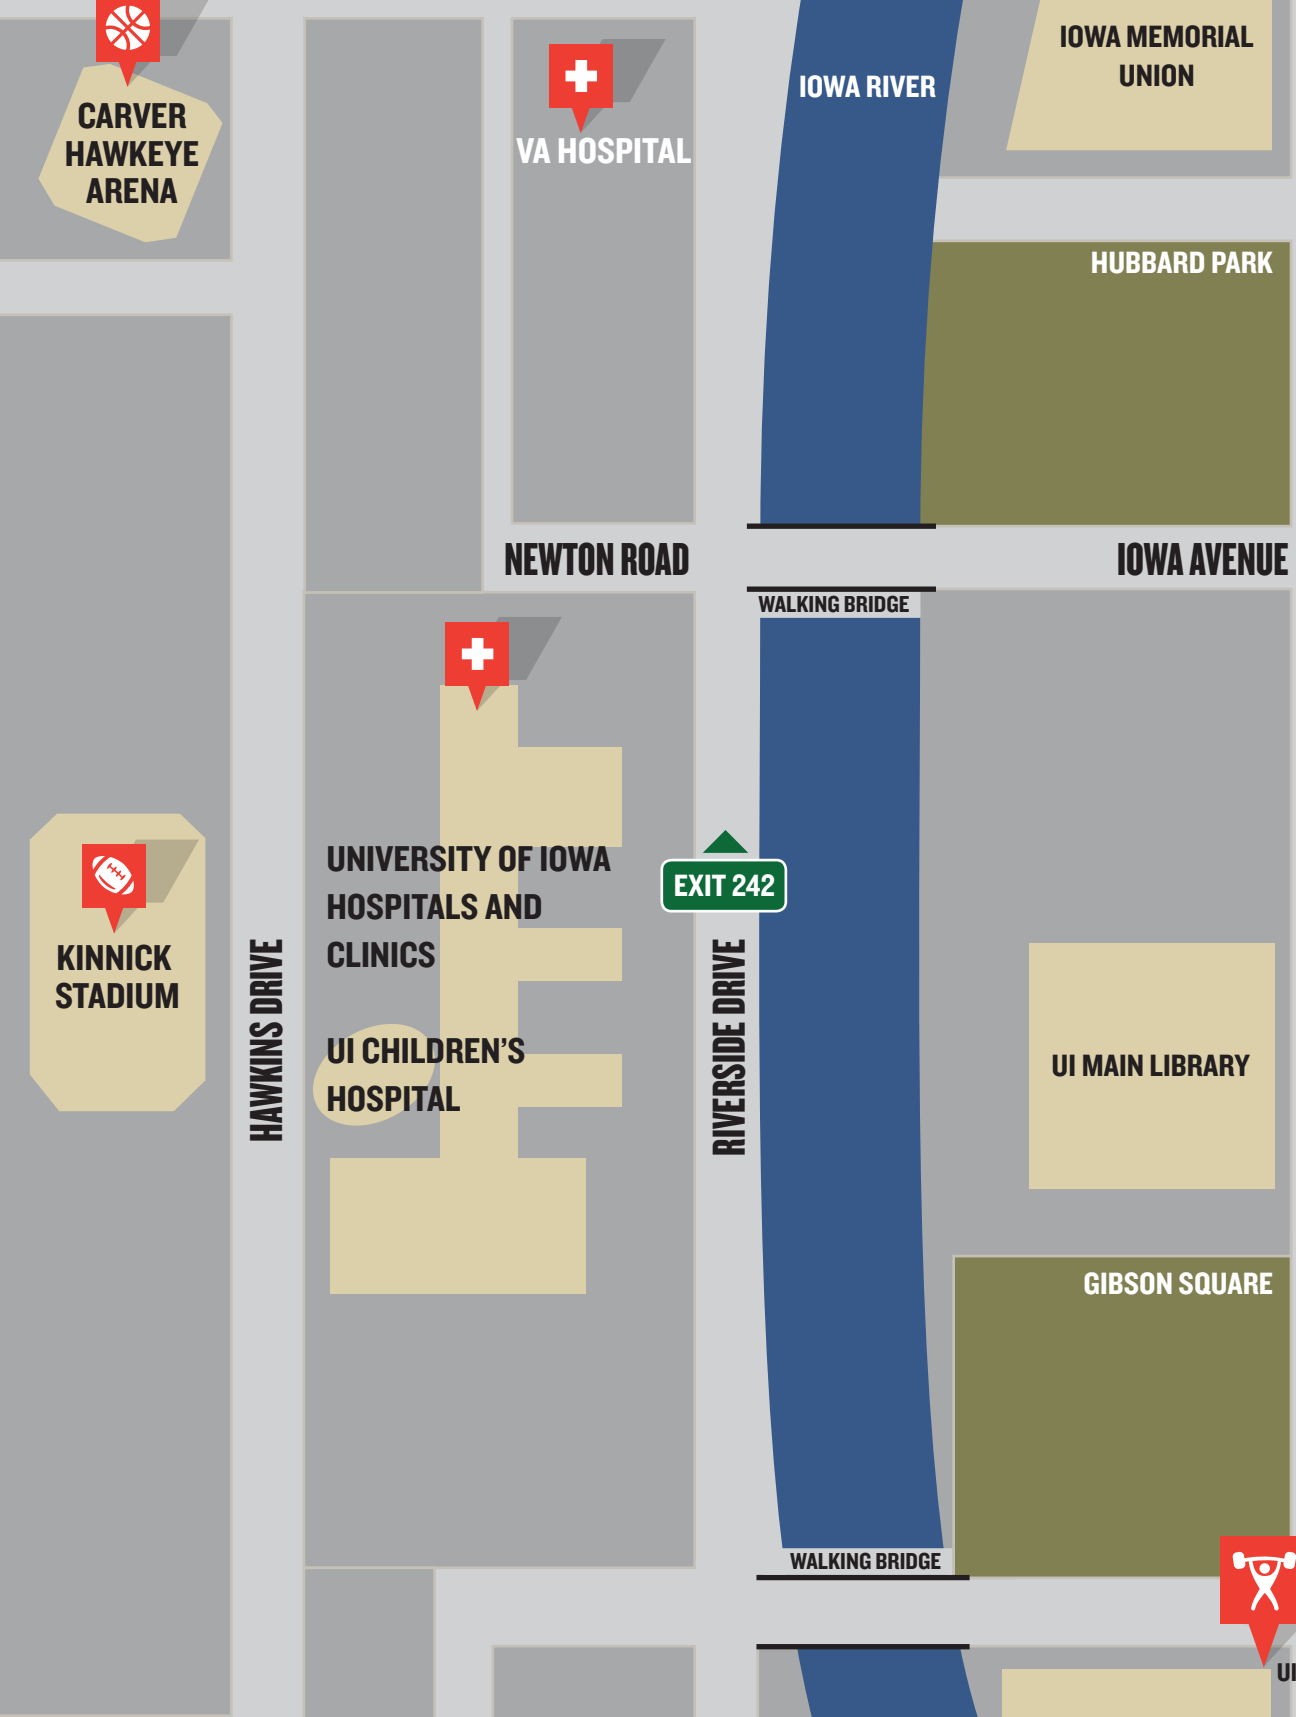 IOWA MEMORIAL
UNION
IOWA RIVER
CARVER
HAWKEYE
ARENA
VA HOSPITAL
HUBBARD PARK
NEWTON ROAD
IOWA AVENUE
WALKING BRIDGE
UNIVERSITY OF IOWA
HOSPITALS AND
CLINICS
EXIT 242
KINNICK
STADIUM
HAWKINS DRIVE
RIVERSIDE DRIVE
UI CHILDREN'S
HOSPITAL
UI MAIN LIBRARY
GIBSON SQUARE
WALKING BRIDGE
UI